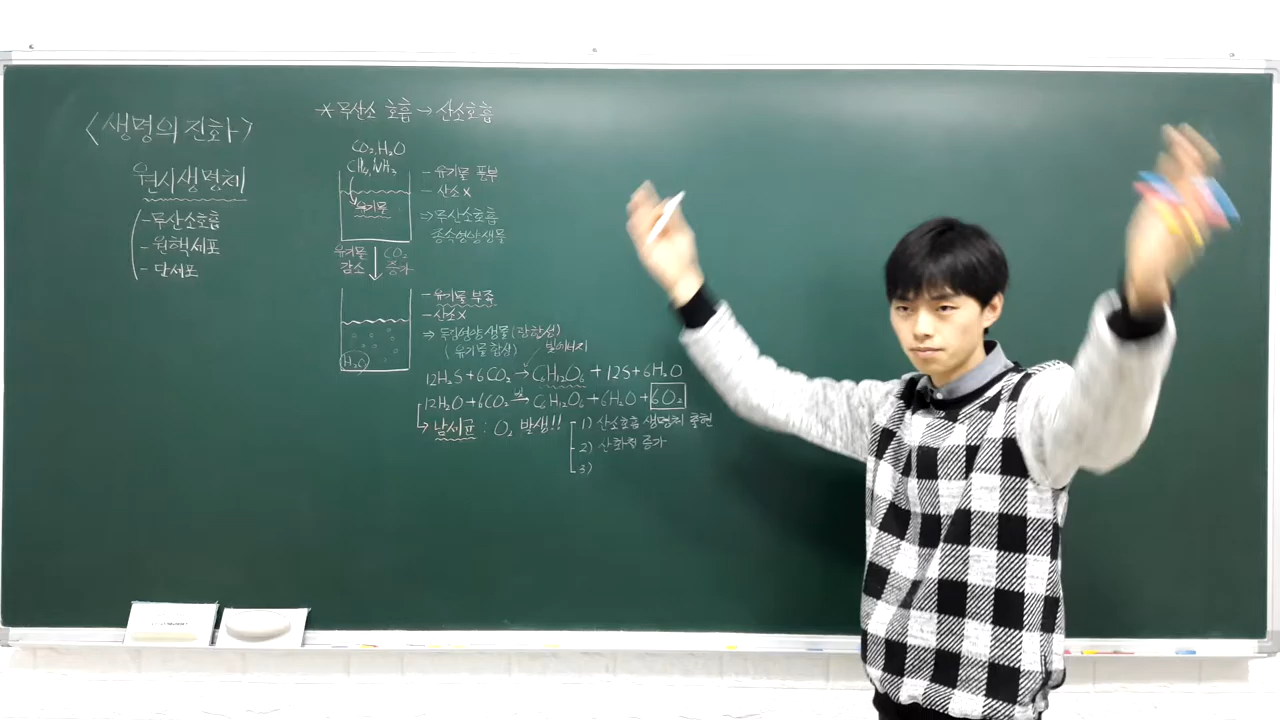 <생명의 진화>
원시생명체
- 무산소호흡
- 원핵세포
- 단세포
* 무산소 호흡 → 산소호흡
CO₂, H₂O
CH₄, NH₃
유기물
- 유기물 풍부
- 산소 X
⇒ 무산소호흡
종속영양생물
유기물 감소
CO₂ 증가
- 유기물 부족
- 산소 X
⇒ 독립영양생물 (광합성)
(유기물 합성)
빛에너지
H₂O
12H₂S + 6CO₂ → C₆H₁₂O₆ + 12S + 6H₂O
12H₂O + 6CO₂ 빛→ C₆H₁₂O₆ + 6H₂O + 6O₂
남세균 : O₂ 발생!!
1) 산소호흡 생명체 출현
2) 산화철 증가
3)